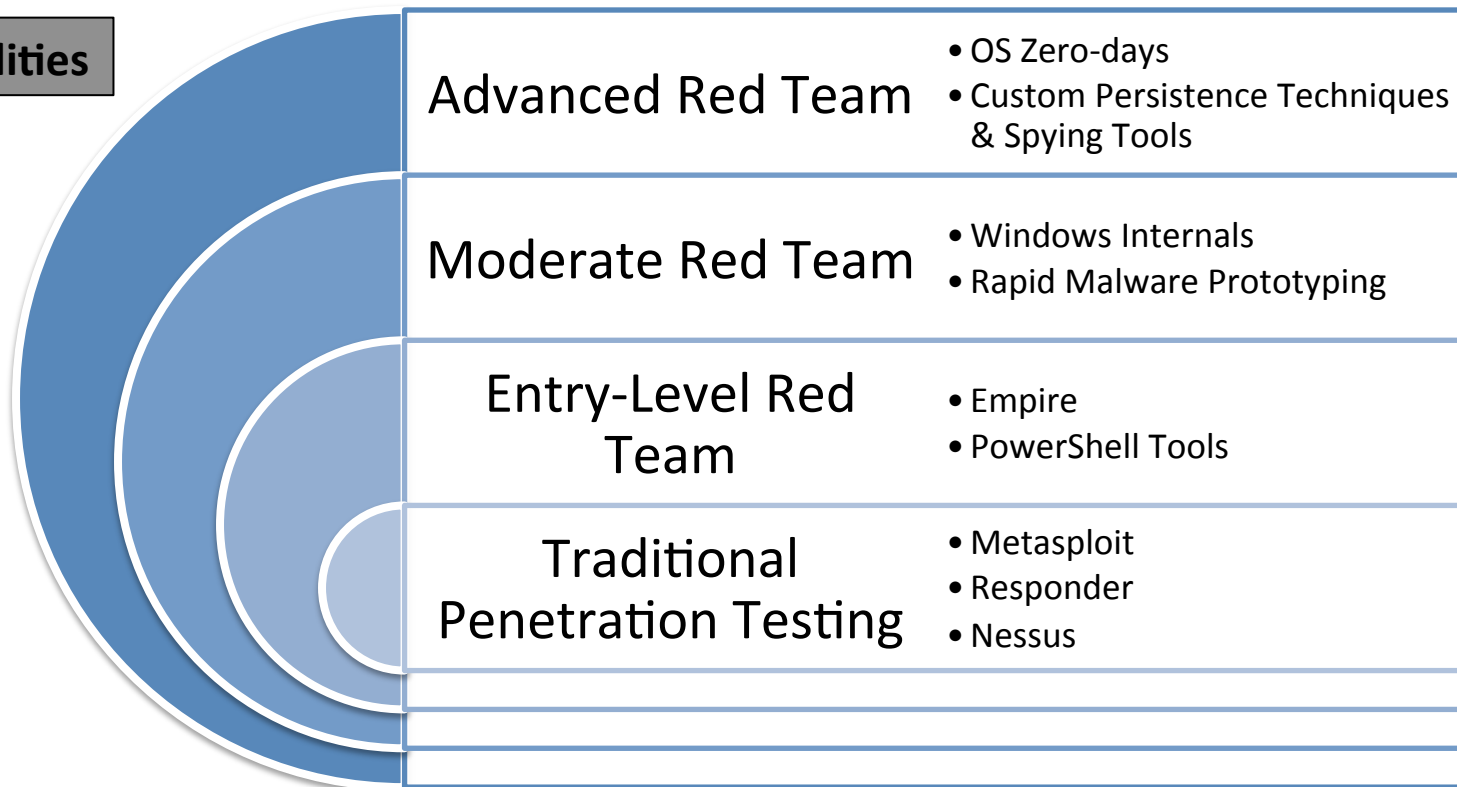 lities
Advanced Red Team
• OS Zero-days
• Custom Persistence Techniques
& Spying Tools
Moderate Red Team
• Windows Internals
• Rapid Malware Prototyping
Entry-Level Red
Team
• Empire
• PowerShell Tools
Traditional
Penetration Testing
• Metasploit
• Responder
• Nessus